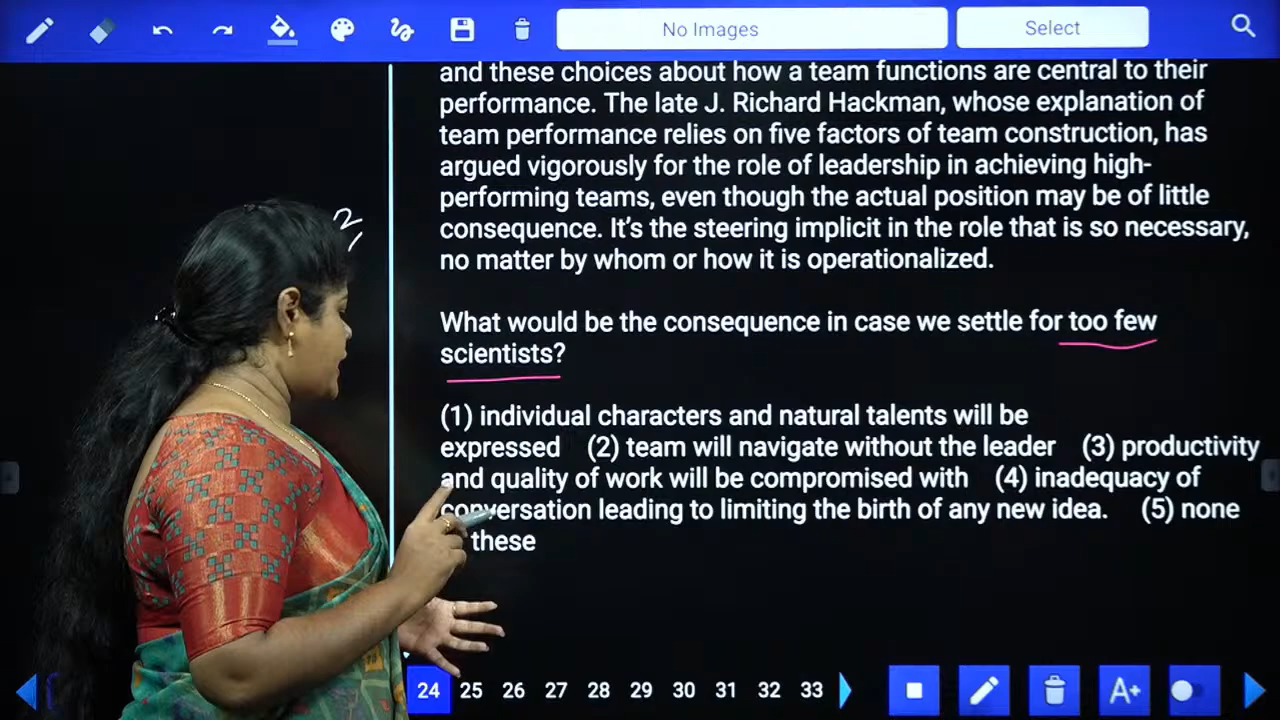 No Images
Select
and these choices about how a team functions are central to their
performance. The late J. Richard Hackman, whose explanation of
team performance relies on five factors of team construction, has
argued vigorously for the role of leadership in achieving high-
performing teams, even though the actual position may be of little
consequence. It's the steering implicit in the role that is so necessary,
no matter by whom or how it is operationalized.
What would be the consequence in case we settle for too few
scientists?
(1) individual characters and natural talents will be
expressed (2) team will navigate without the leader (3) productivity
and quality of work will be compromised with (4) inadequacy of
conversation leading to limiting the birth of any new idea. (5) none
these
24 25 26 27 28 29 30 31 32 33
A+